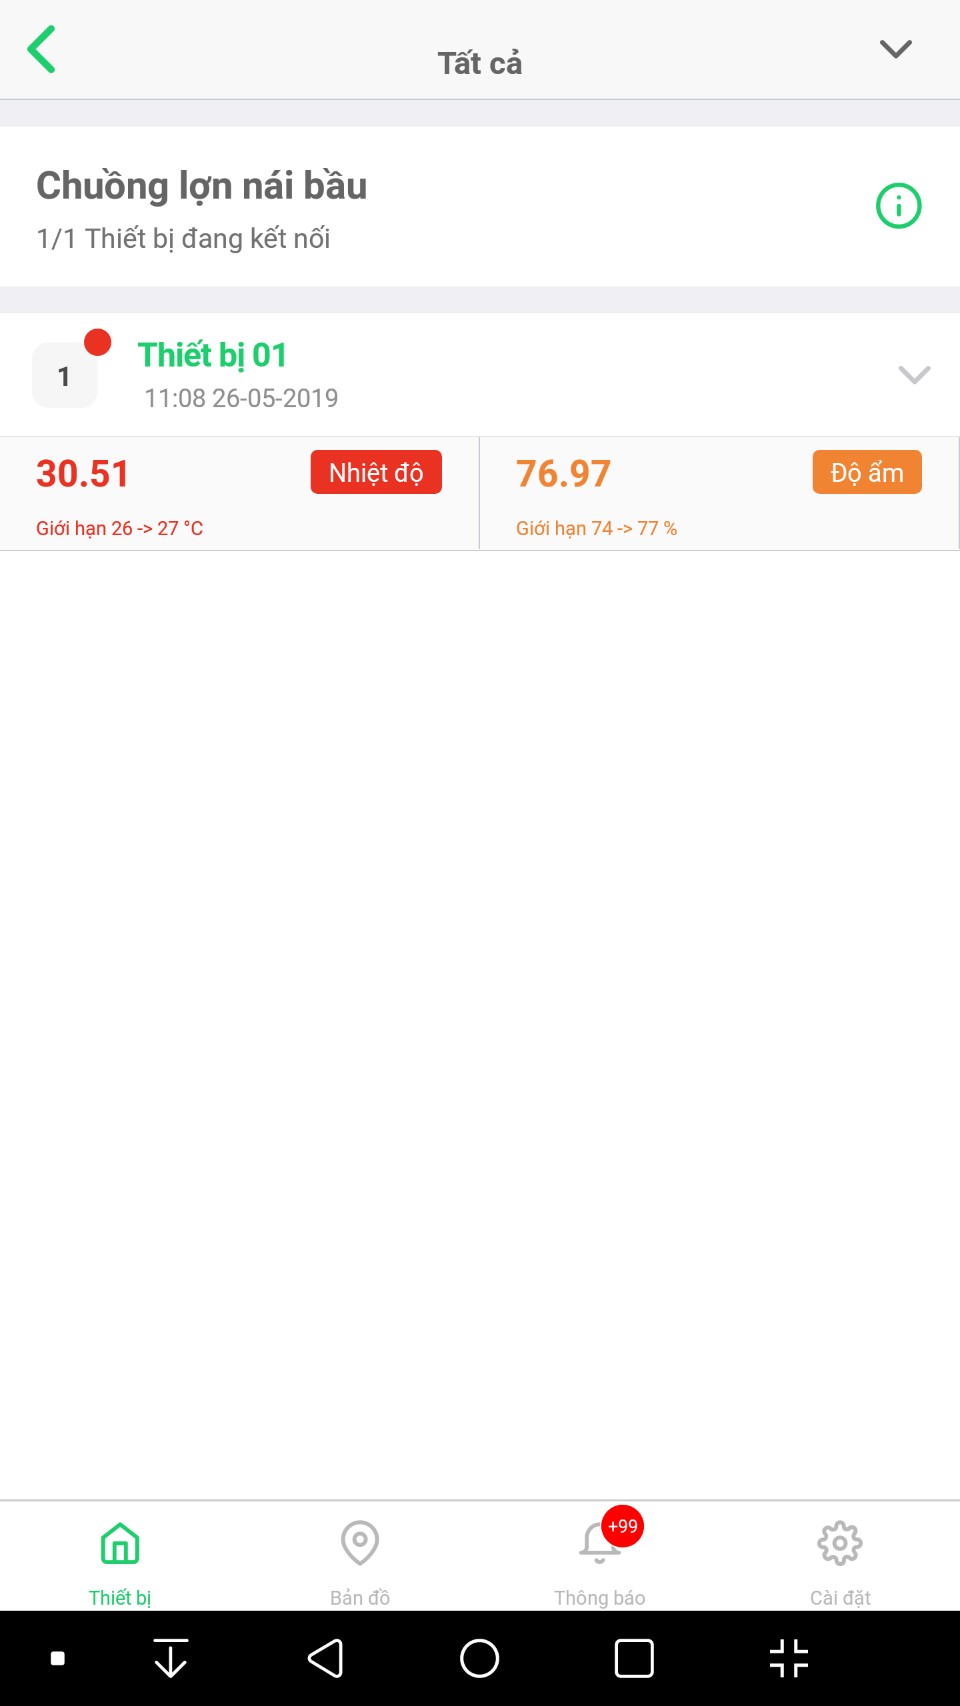 Tất cả
Chuồng lợn nái bầu
1/1 Thiết bị đang kết nối
1
Thiết bị 01
11:08 26-05-2019
30.51
Nhiệt độ
Giới hạn 26 -> 27 °C
76.97
Độ ẩm
Giới hạn 74 -> 77 %
+99
Thiết bị
Bản đồ
Thông báo
Cài đặt